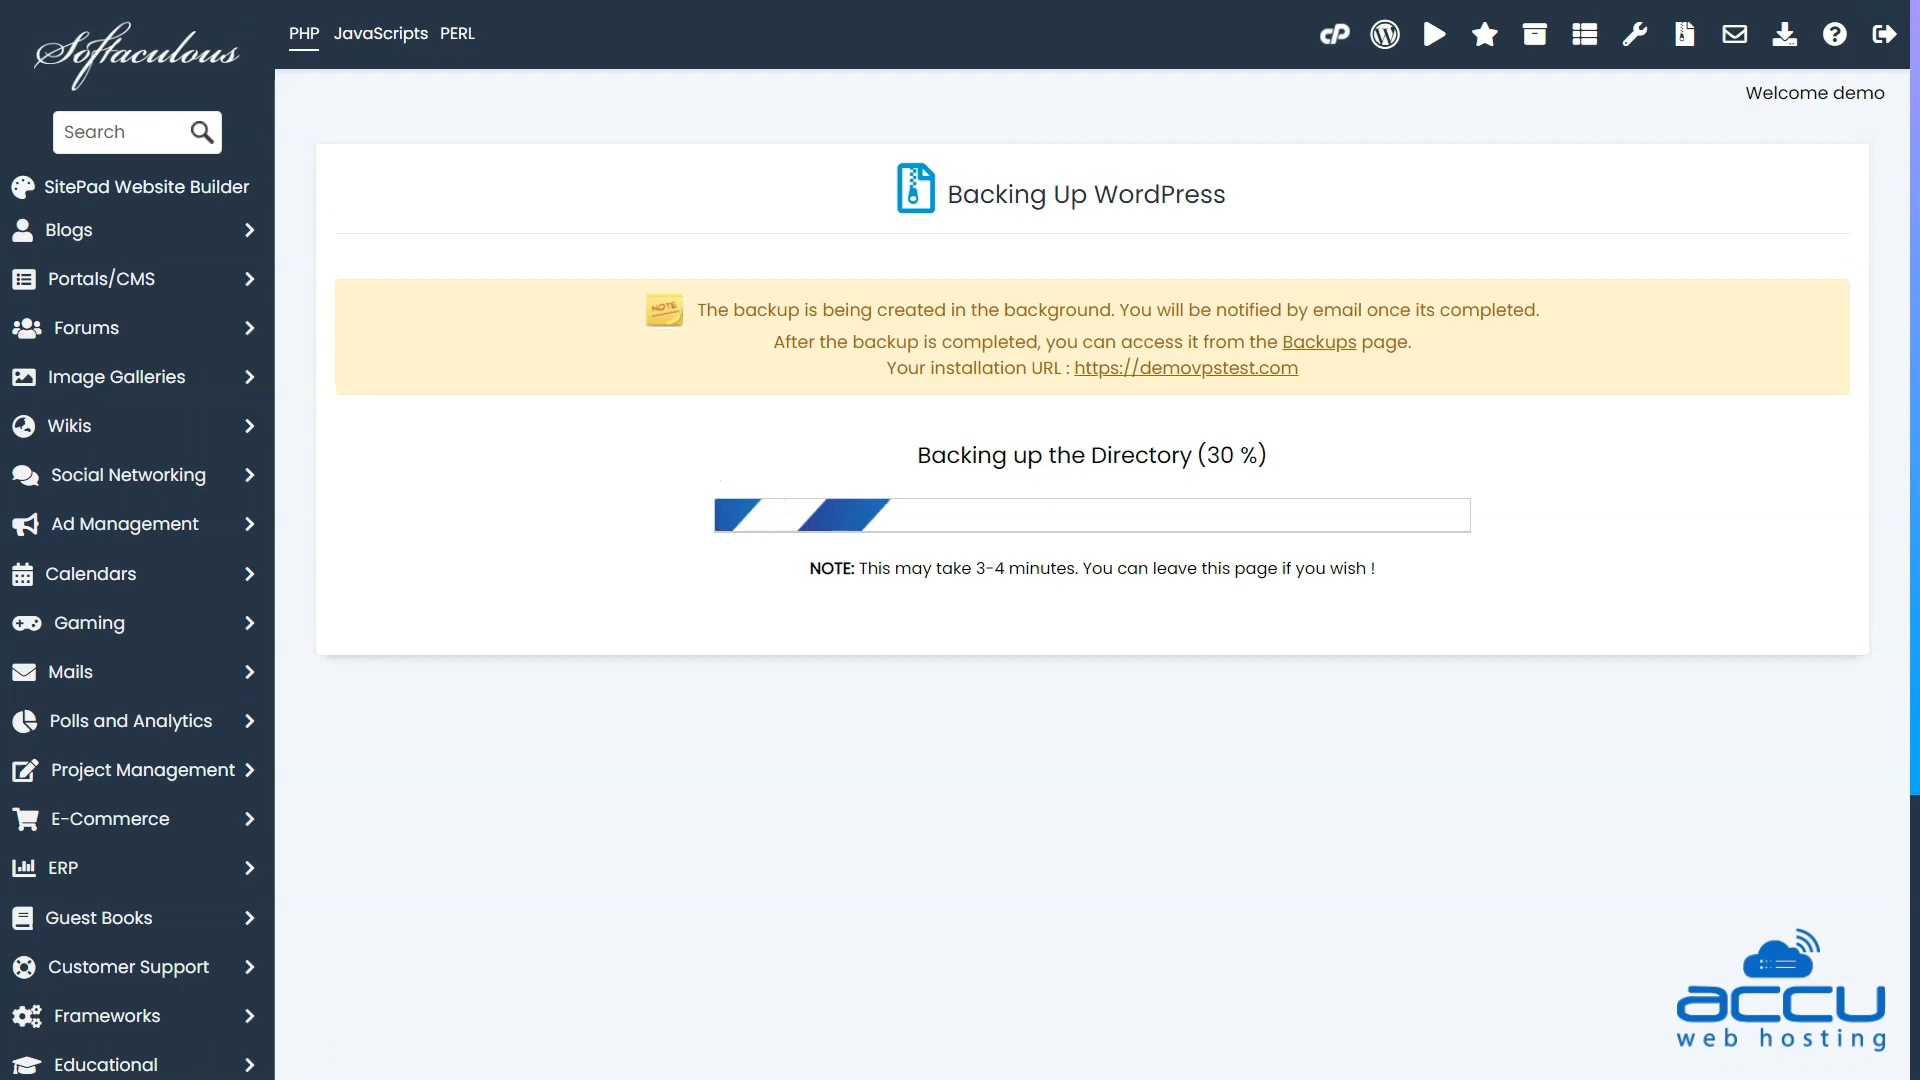 Softaculous
PHP JavaScripts PERL
cP
Welcome demo
Search
SitePad Website Builder
Blogs
Portals/CMS
Forums
Image Galleries
Wikis
Social Networking
Ad Management
Calendars
Gaming
Mails
Polls and Analytics
Project Management
E-Commerce
ERP
Guest Books
Customer Support
Frameworks
Educational
Backing Up WordPress
NOTE
The backup is being created in the background. You will be notified by email once its completed.
After the backup is completed, you can access it from the Backups page.
Your installation URL : https://demovpstest.com
Backing up the Directory (30 %)
NOTE: This may take 3-4 minutes. You can leave this page if you wish !
accu
web hosting